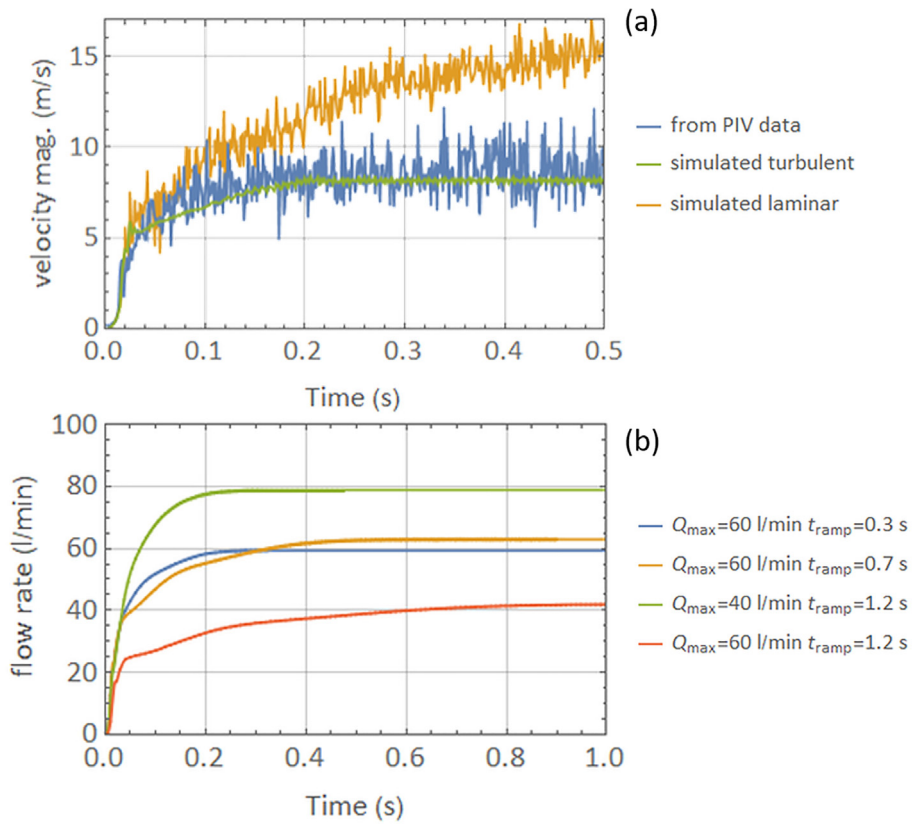 (a)
velocity mag. (m/s)
15
10
5
0
0.0 0.1 0.2 0.3 0.4 0.5
Time (s)
from PIV data
simulated turbulent
simulated laminar
(b)
flow rate (l/min)
100
80
60
40
20
0
0.0 0.2 0.4 0.6 0.8 1.0
Time (s)
Qmax=60 l/min tramp=0.3 s
Qmax=60 l/min tramp=0.7 s
Qmax=40 l/min tramp=1.2 s
Qmax=60 l/min tramp=1.2 s